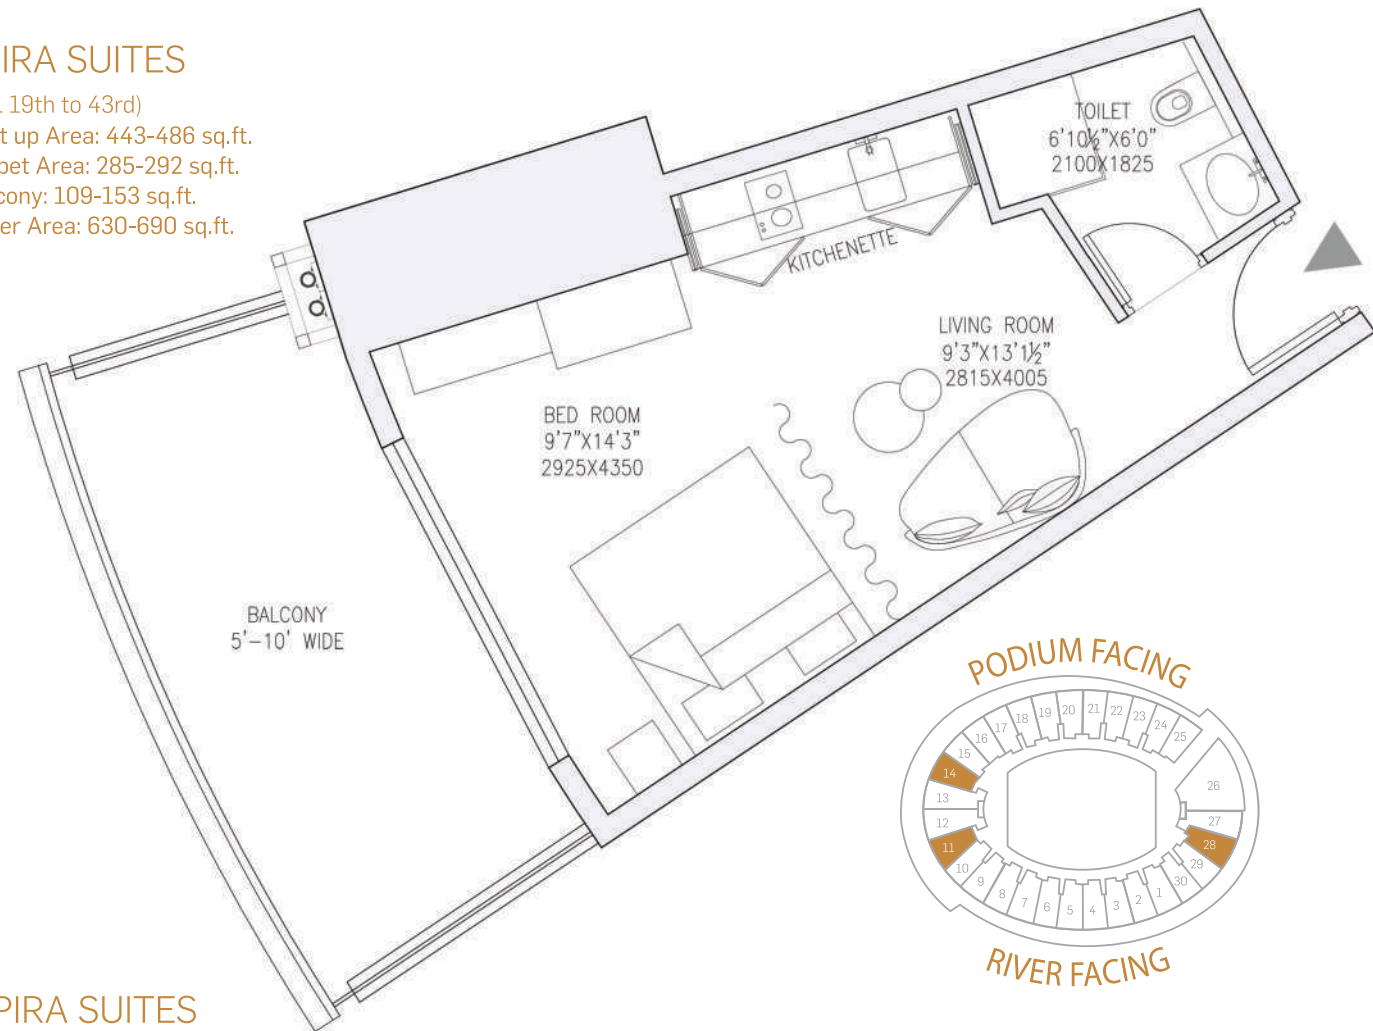 IRA SUITES
19th to 43rd)
t up Area: 443-486 sq.ft.
pet Area: 285-292 sq.ft.
cony: 109-153 sq.ft.
er Area: 630-690 sq.ft.
TOILET
6'10½"X6'0"
2100X1825
KITCHENETTE
LIVING ROOM
9'3"X13'1½"
2815X4005
BED ROOM
9'7"X14'3"
2925X4350
BALCONY
5'-10' WIDE
PODIUM FACING
14
15
16
17
18
19
20
21
22
23
24
25
26
13
12
11
10
9
8
7
6
5
4
3
2
1
30
29
28
27
RIVER FACING
PIRA SUITES